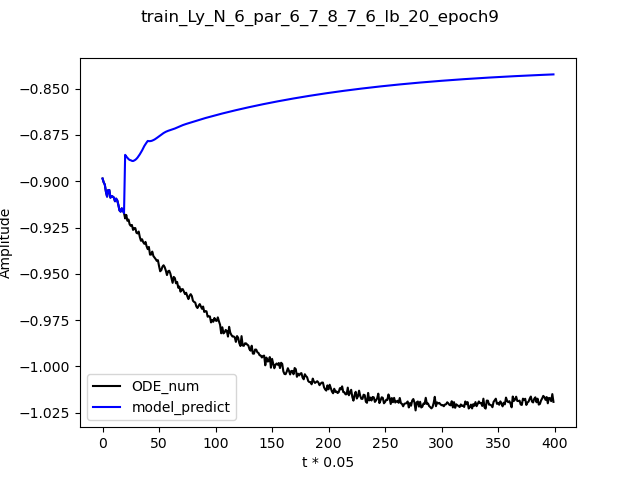 train_Ly_N_6_par_6_7_8_7_6_lb_20_epoch9
−0.850
−0.875
−0.900
−0.925
−0.950
−0.975
−1.000
−1.025
Amplitude
ODE_num
model_predict
0 50 100 150 200 250 300 350 400
t * 0.05